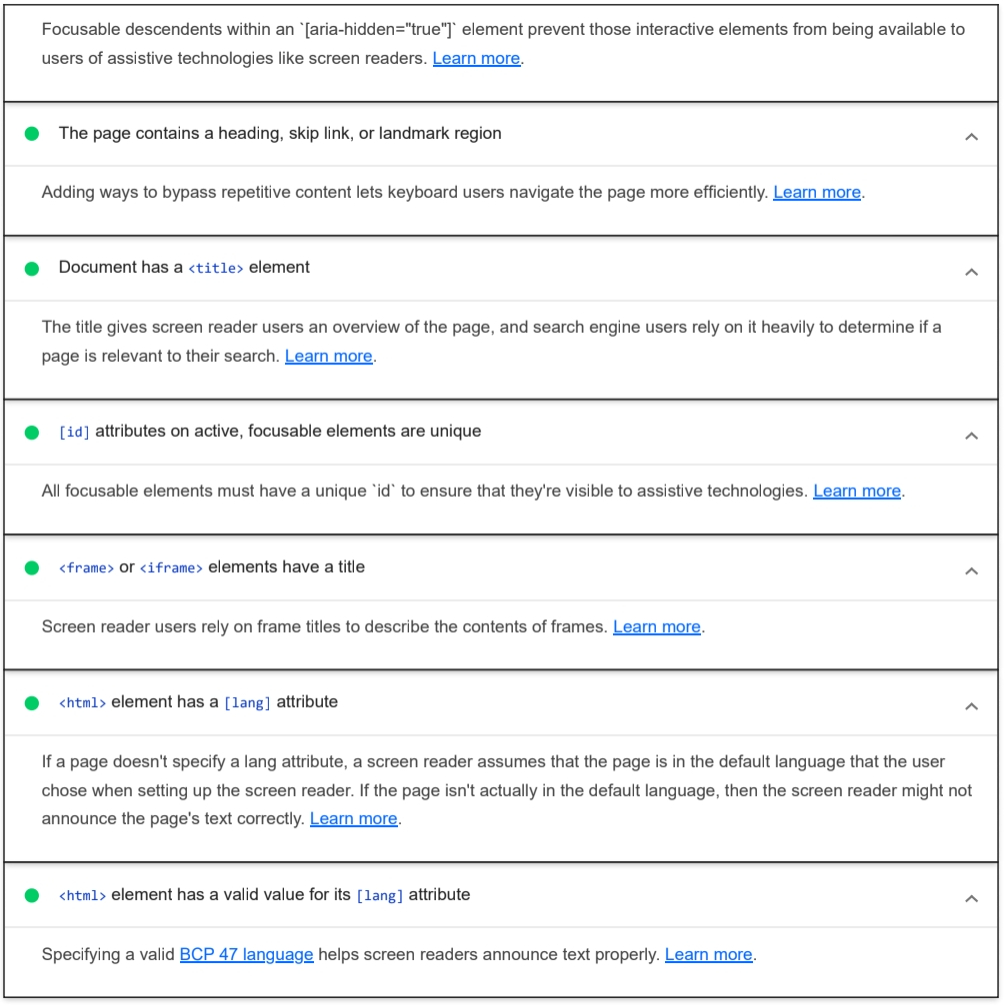 Focusable descendents within an `[aria-hidden="true"]` element prevent those interactive elements from being available to
users of assistive technologies like screen readers. Learn more.
The page contains a heading, skip link, or landmark region
Adding ways to bypass repetitive content lets keyboard users navigate the page more efficiently. Learn more.
Document has a <title> element
The title gives screen reader users an overview of the page, and search engine users rely on it heavily to determine if a
page is relevant to their search. Learn more.
[id] attributes on active, focusable elements are unique
All focusable elements must have a unique `id` to ensure that they're visible to assistive technologies. Learn more.
<frame> or <iframe> elements have a title
Screen reader users rely on frame titles to describe the contents of frames. Learn more.
<html> element has a [lang] attribute
If a page doesn't specify a lang attribute, a screen reader assumes that the page is in the default language that the user
chose when setting up the screen reader. If the page isn't actually in the default language, then the screen reader might not
announce the page's text correctly. Learn more.
<html> element has a valid value for its [lang] attribute
Specifying a valid BCP 47 language helps screen readers announce text properly. Learn more.